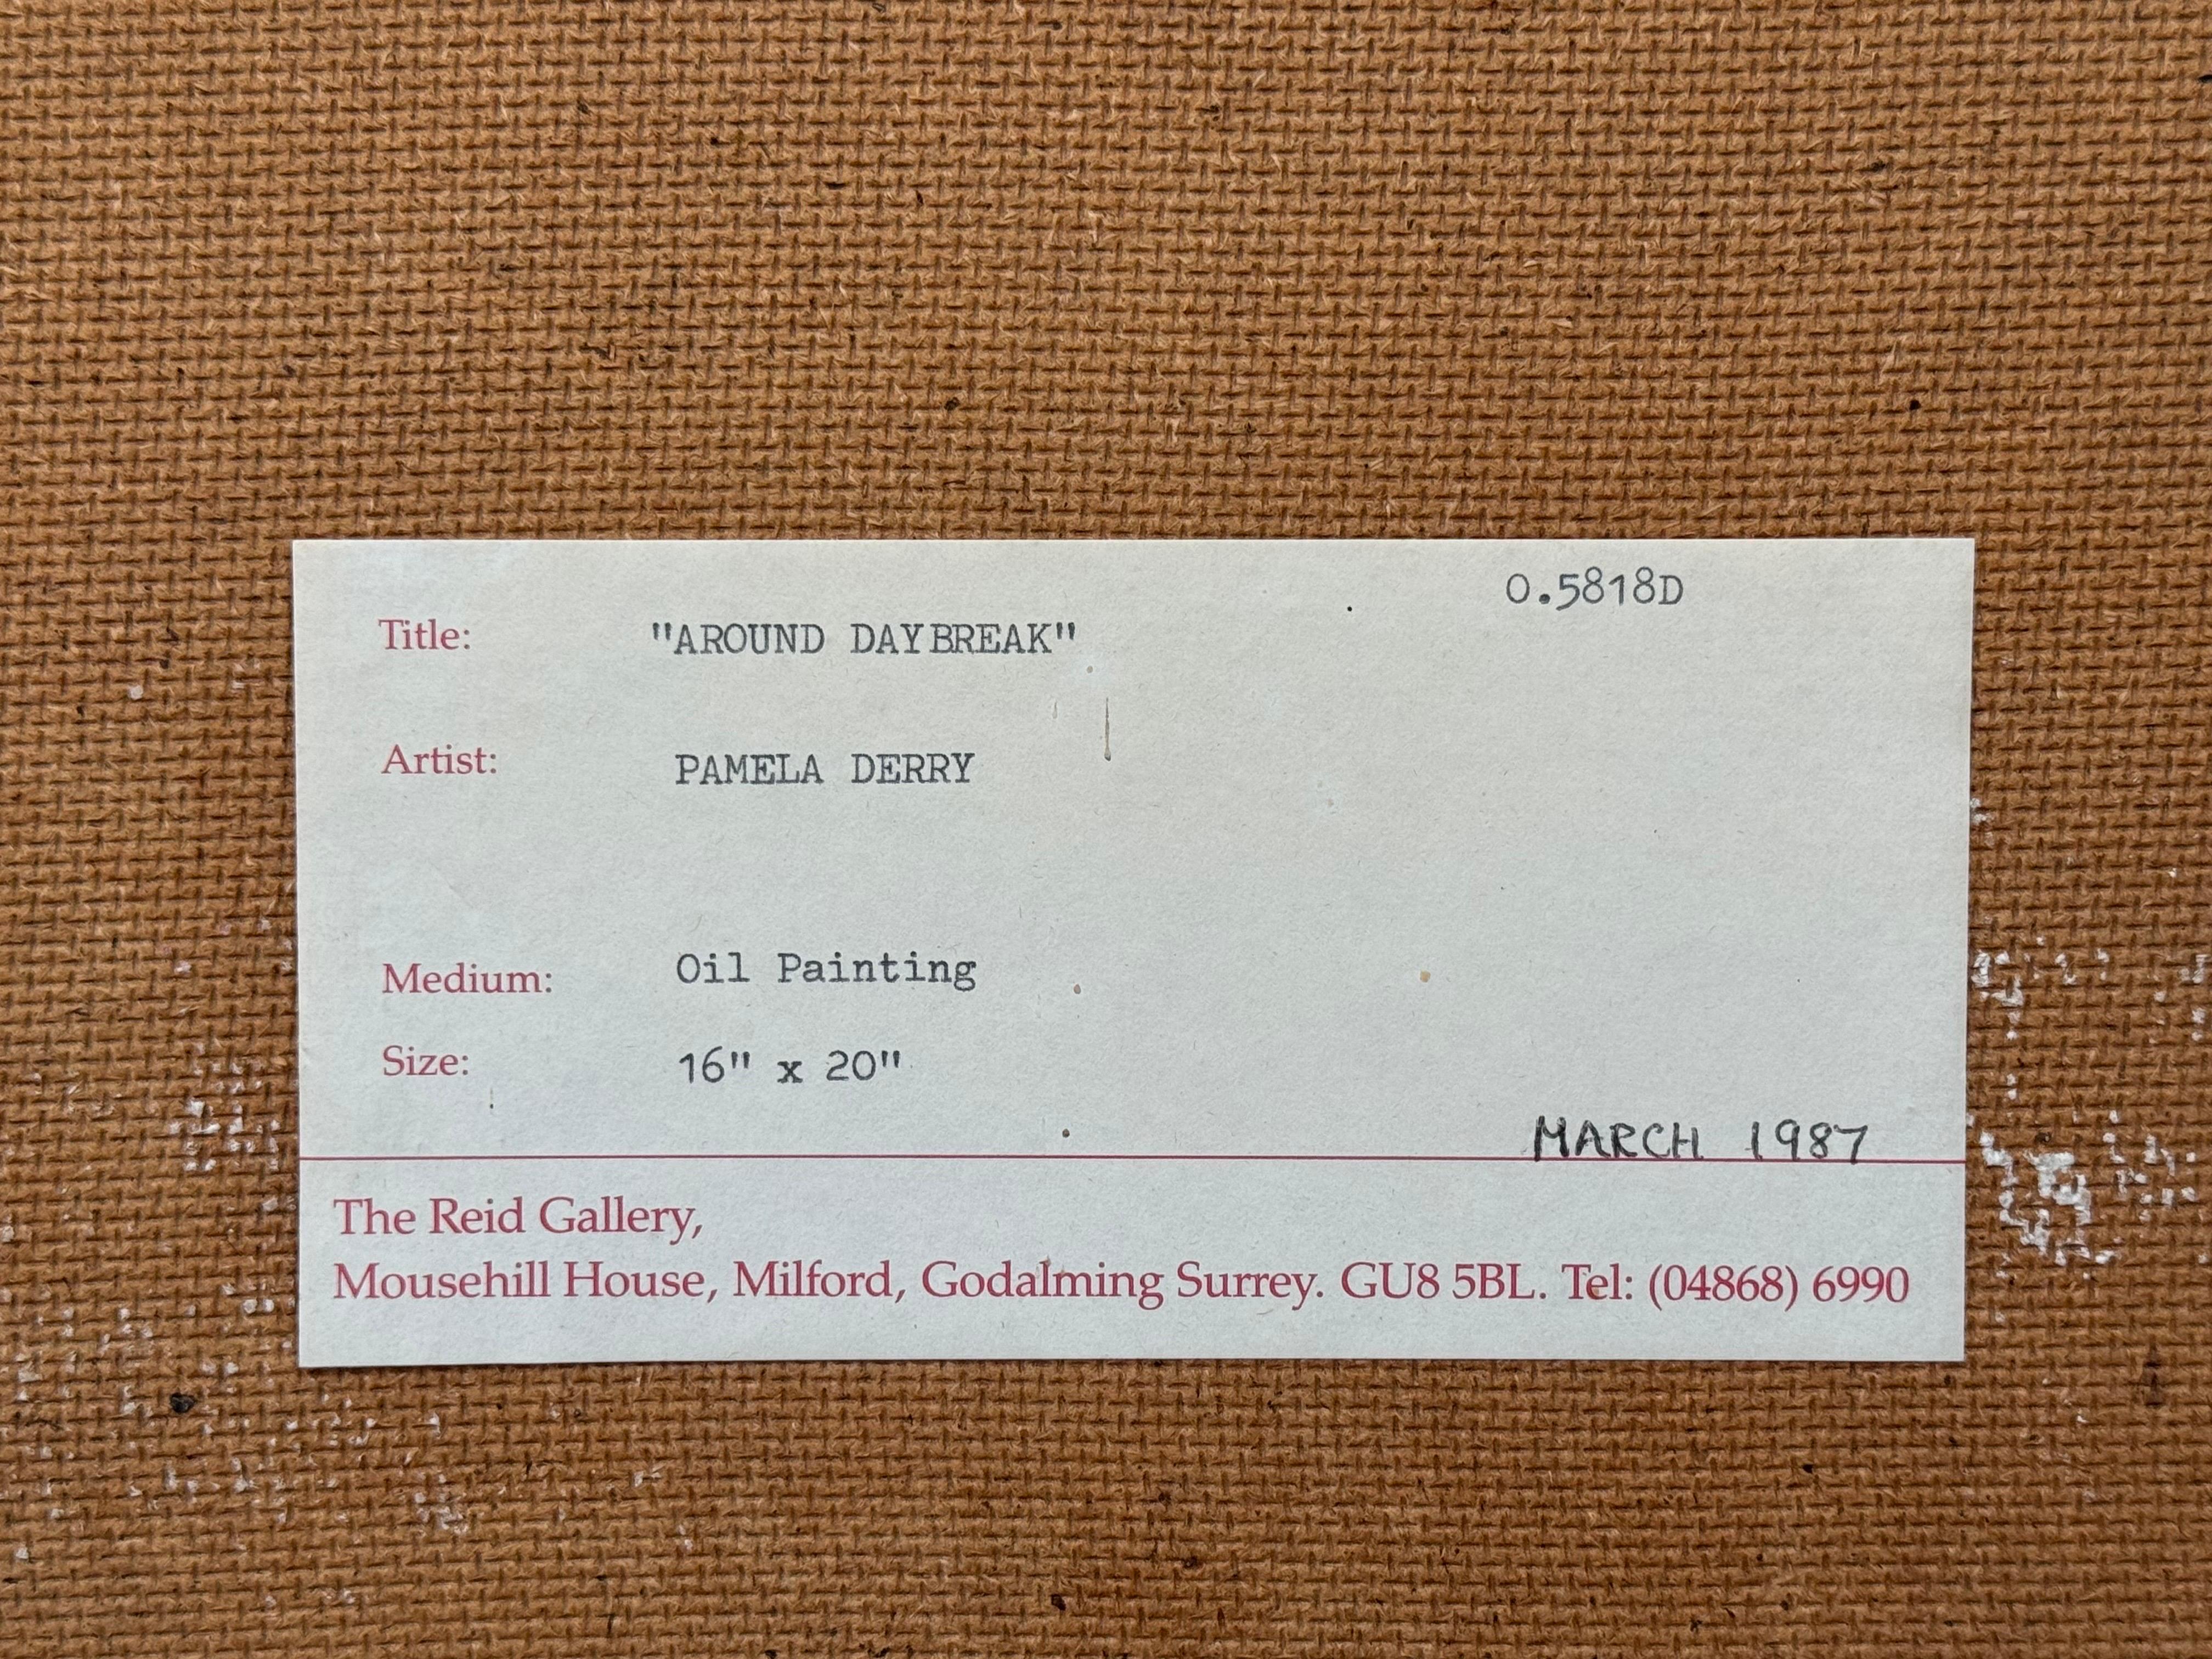 0.5818D
Title: "AROUND DAYBREAK"
Artist: PAMELA DERRY
Medium: Oil Painting
Size: 16" x 20"
MARCH 1987
The Reid Gallery,
Mousehill House, Milford, Godalming Surrey. GU8 5BL. Tel: (04868) 6990